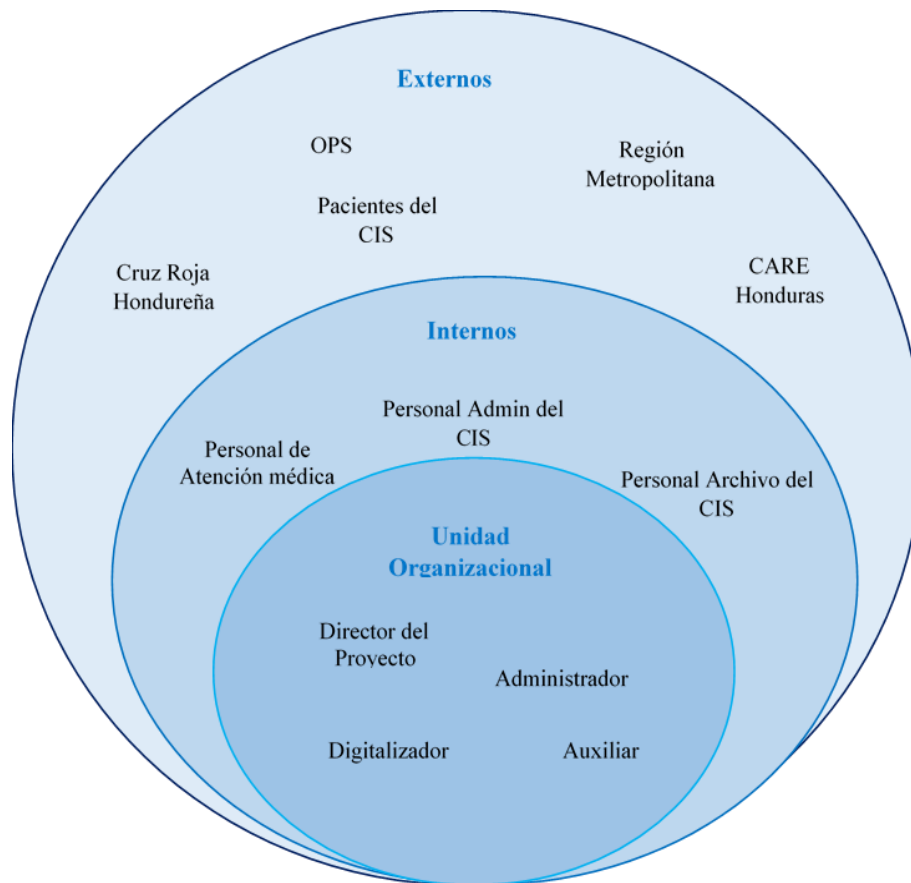 Externos
OPS
Región
Metropolitana
Pacientes del
CIS
Cruz Roja
Hondureña
CARE
Honduras
Internos
Personal Admin del
CIS
Personal de
Atención médica
Personal Archivo del
CIS
Unidad
Organizacional
Director del
Proyecto
Administrador
Digitalizador
Auxiliar